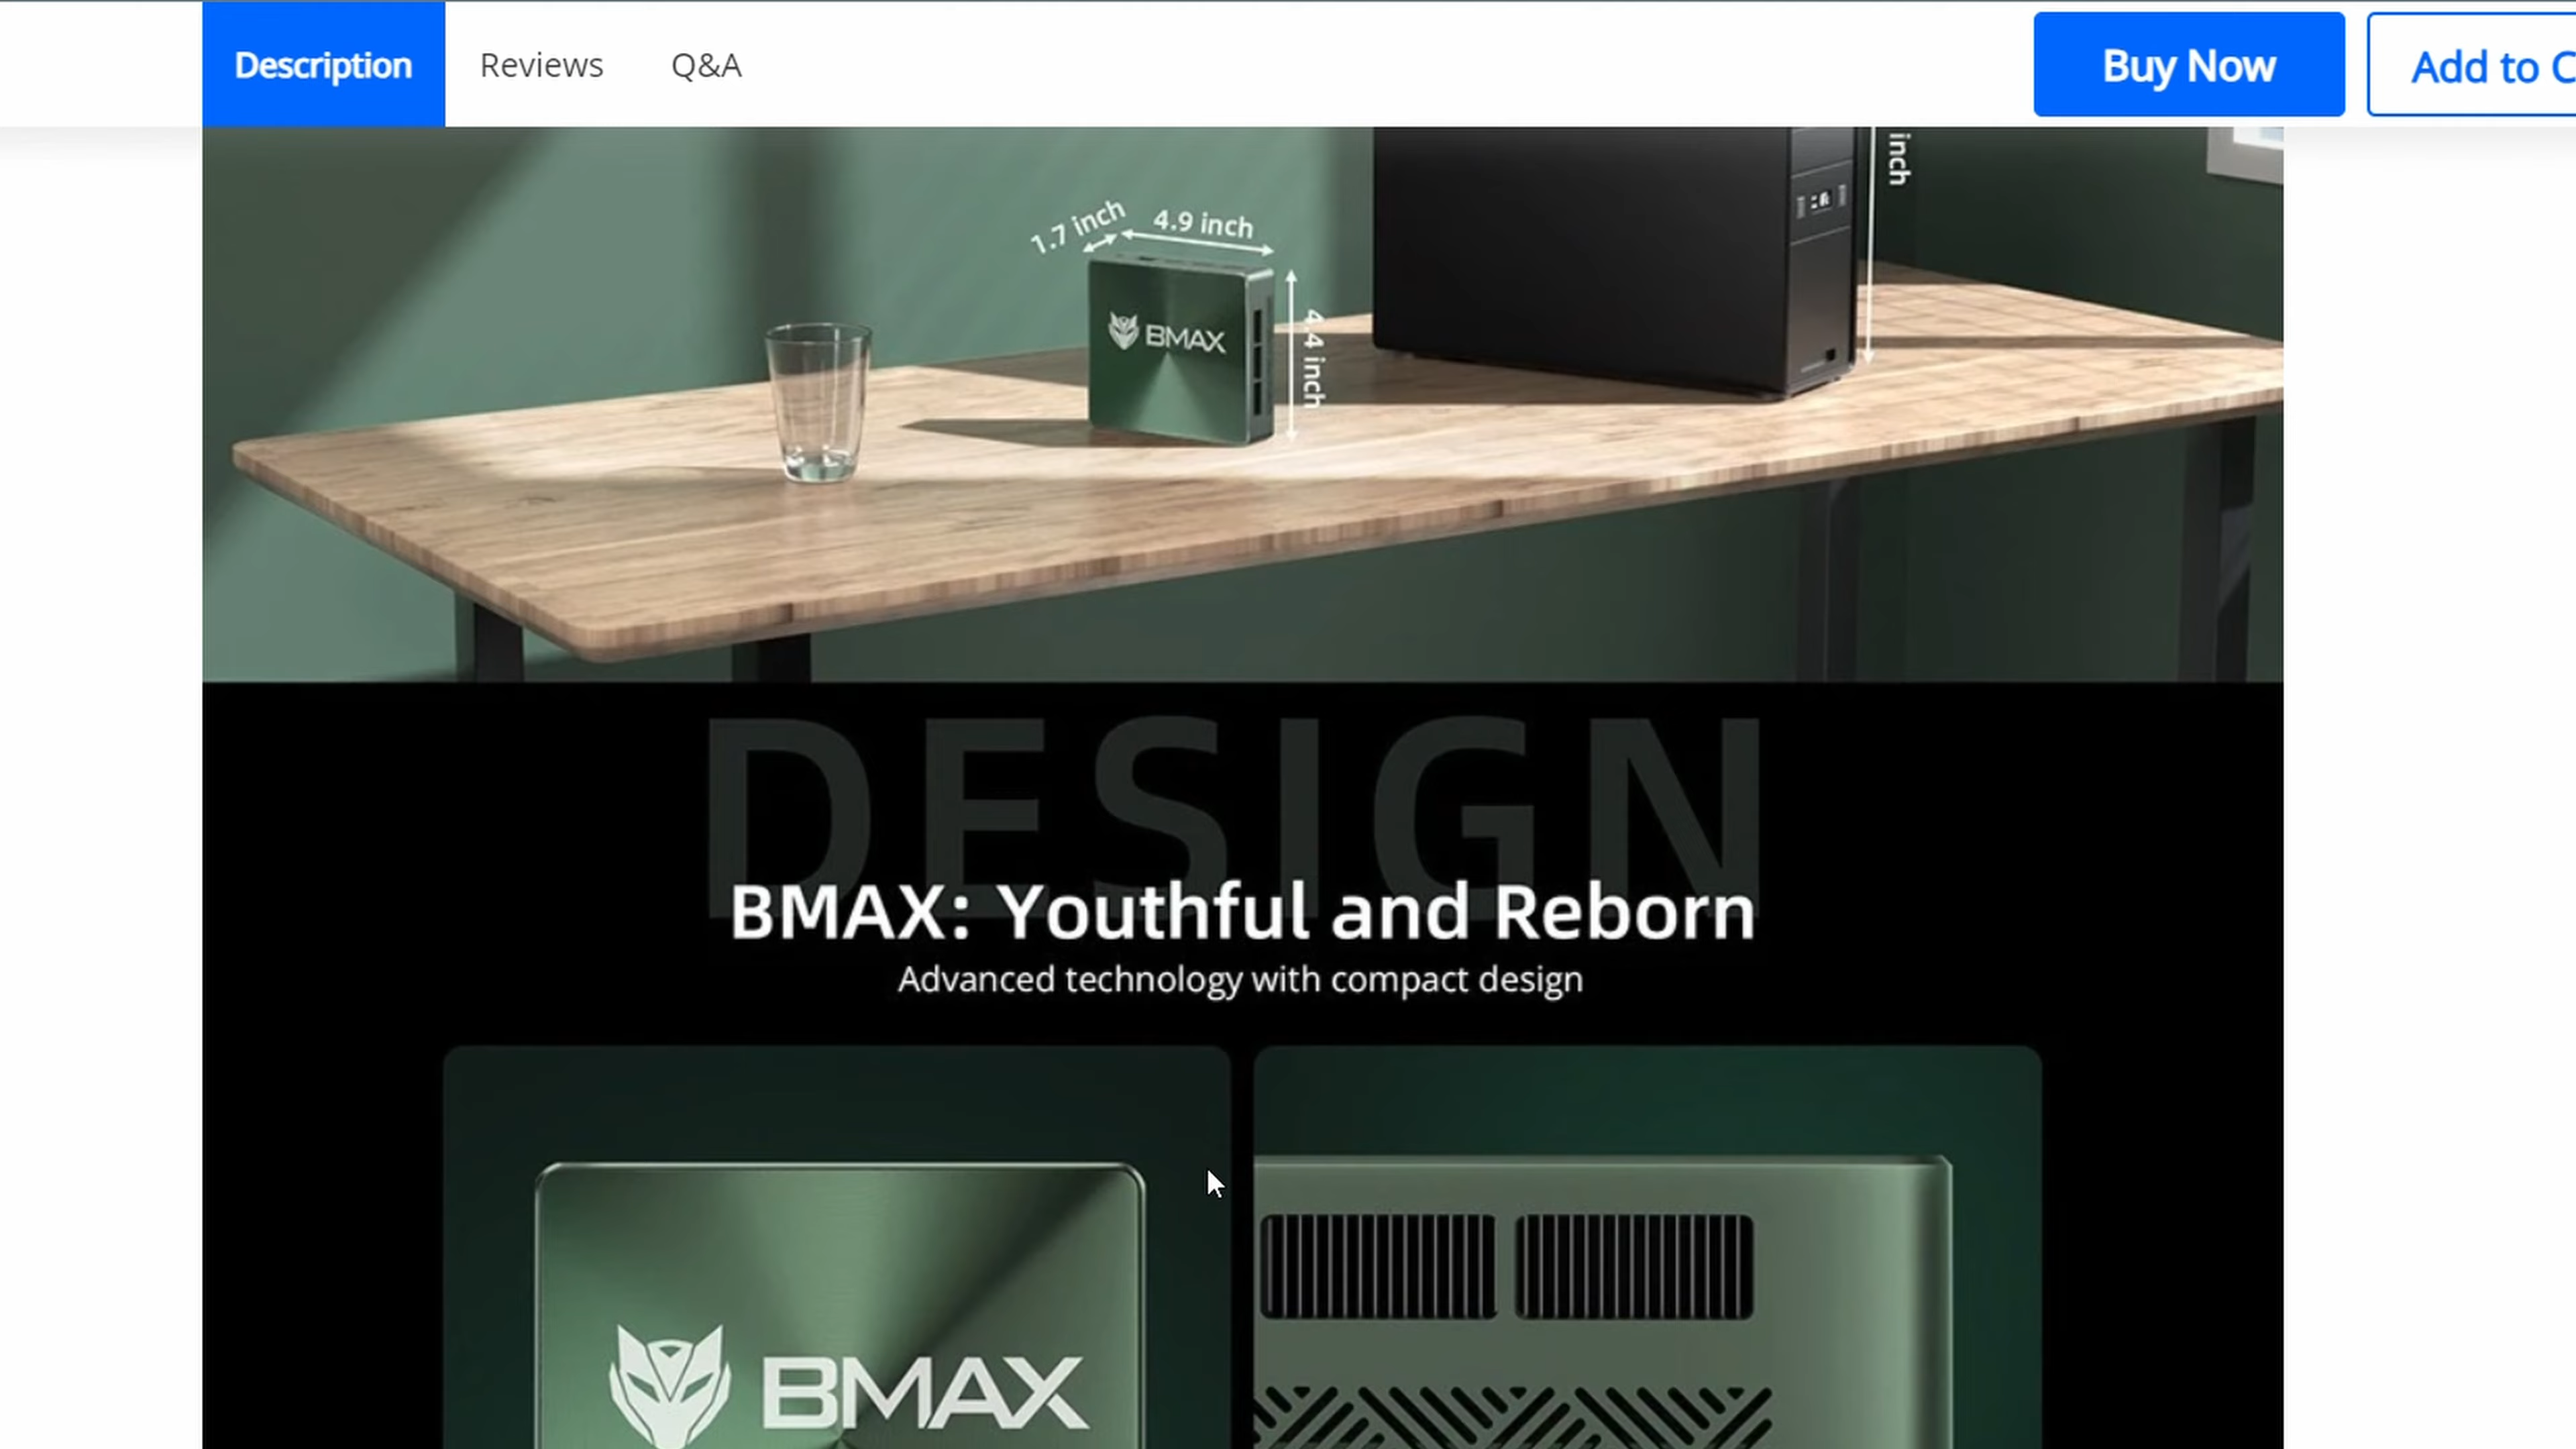 Description
Reviews
Q&A
Buy Now
Add to C
inch
1.7 inch
4.9 inch
4.4 inch
BMAX
DESIGN
BMAX: Youthful and Reborn
Advanced technology with compact design
BMAX